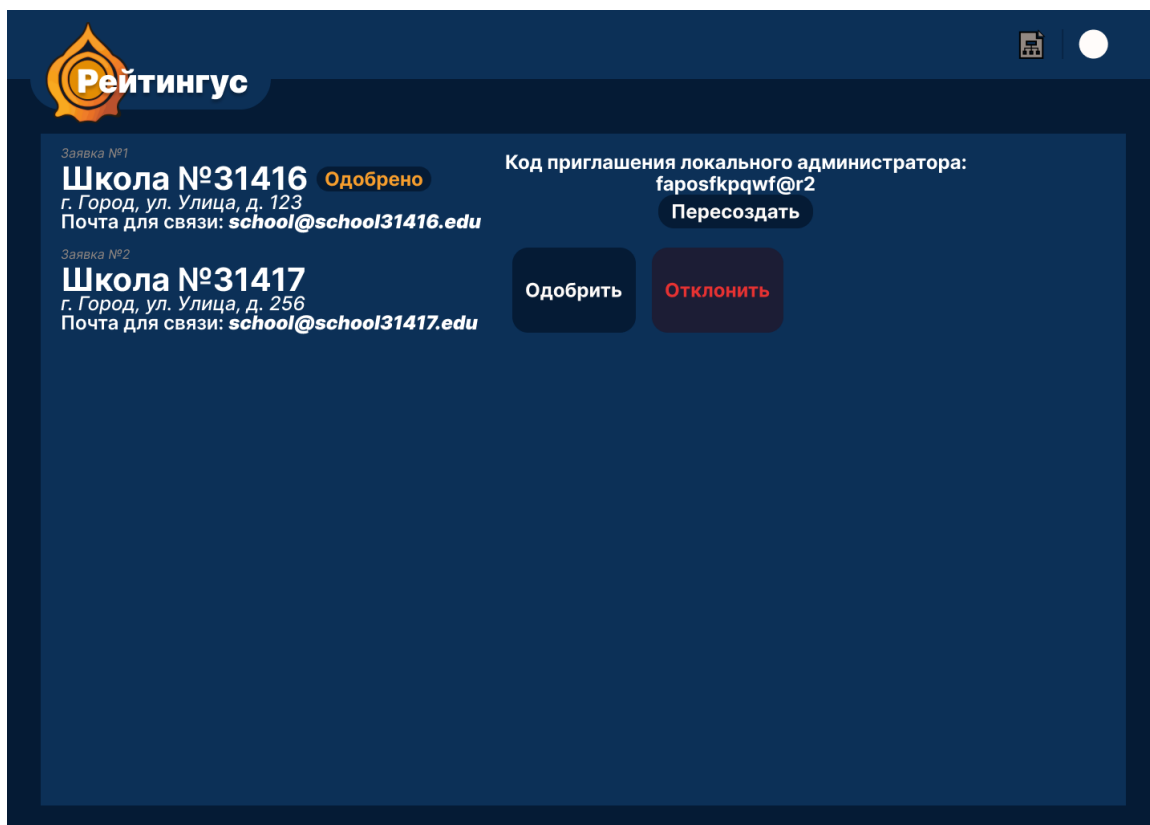 Рейтингус
Заявка №1
Школа №31416 Одобрено
г. Город, ул. Улица, д. 123
Почта для связи: school@school31416.edu
Код приглашения локального администратора:
faposfkpqwf@r2
Пересоздать
Заявка №2
Школа №31417
г. Город, ул. Улица, д. 256
Почта для связи: school@school31417.edu
Одобрить Отклонить